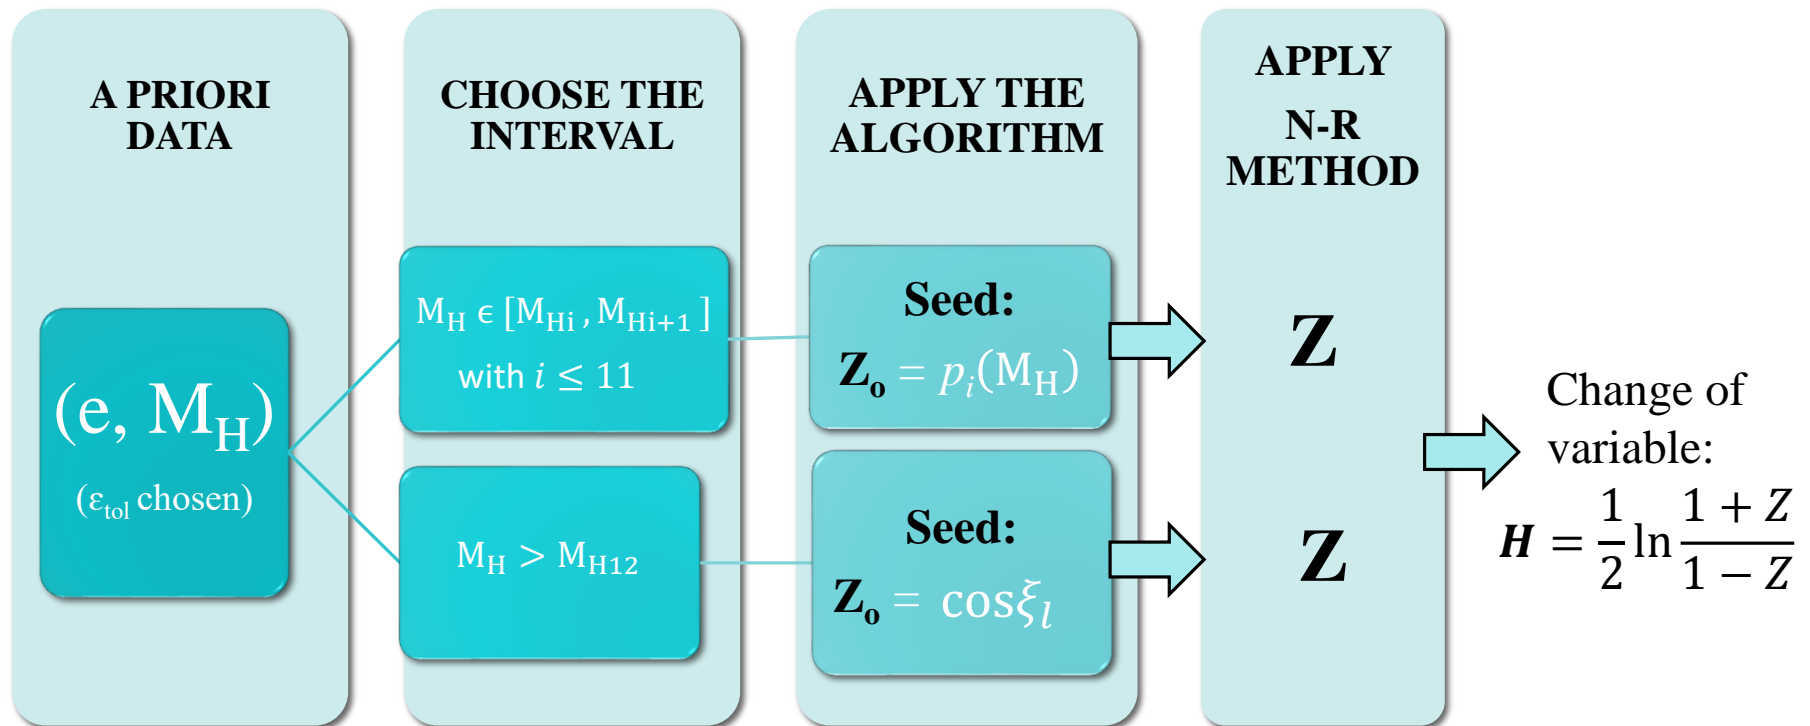 A PRIORI
DATA
(e, M_H)
(ε_tol chosen)
CHOOSE THE
INTERVAL
M_H ϵ [M_Hi , M_Hi+1 ]
with i ≤ 11
M_H > M_H12
APPLY THE
ALGORITHM
Seed:
Z_o = p_i(M_H)
Seed:
Z_o = cosξ_l
APPLY
N-R
METHOD
Z
Z
Change of
variable:
H = 1/2 ln (1 + Z)/(1 − Z)